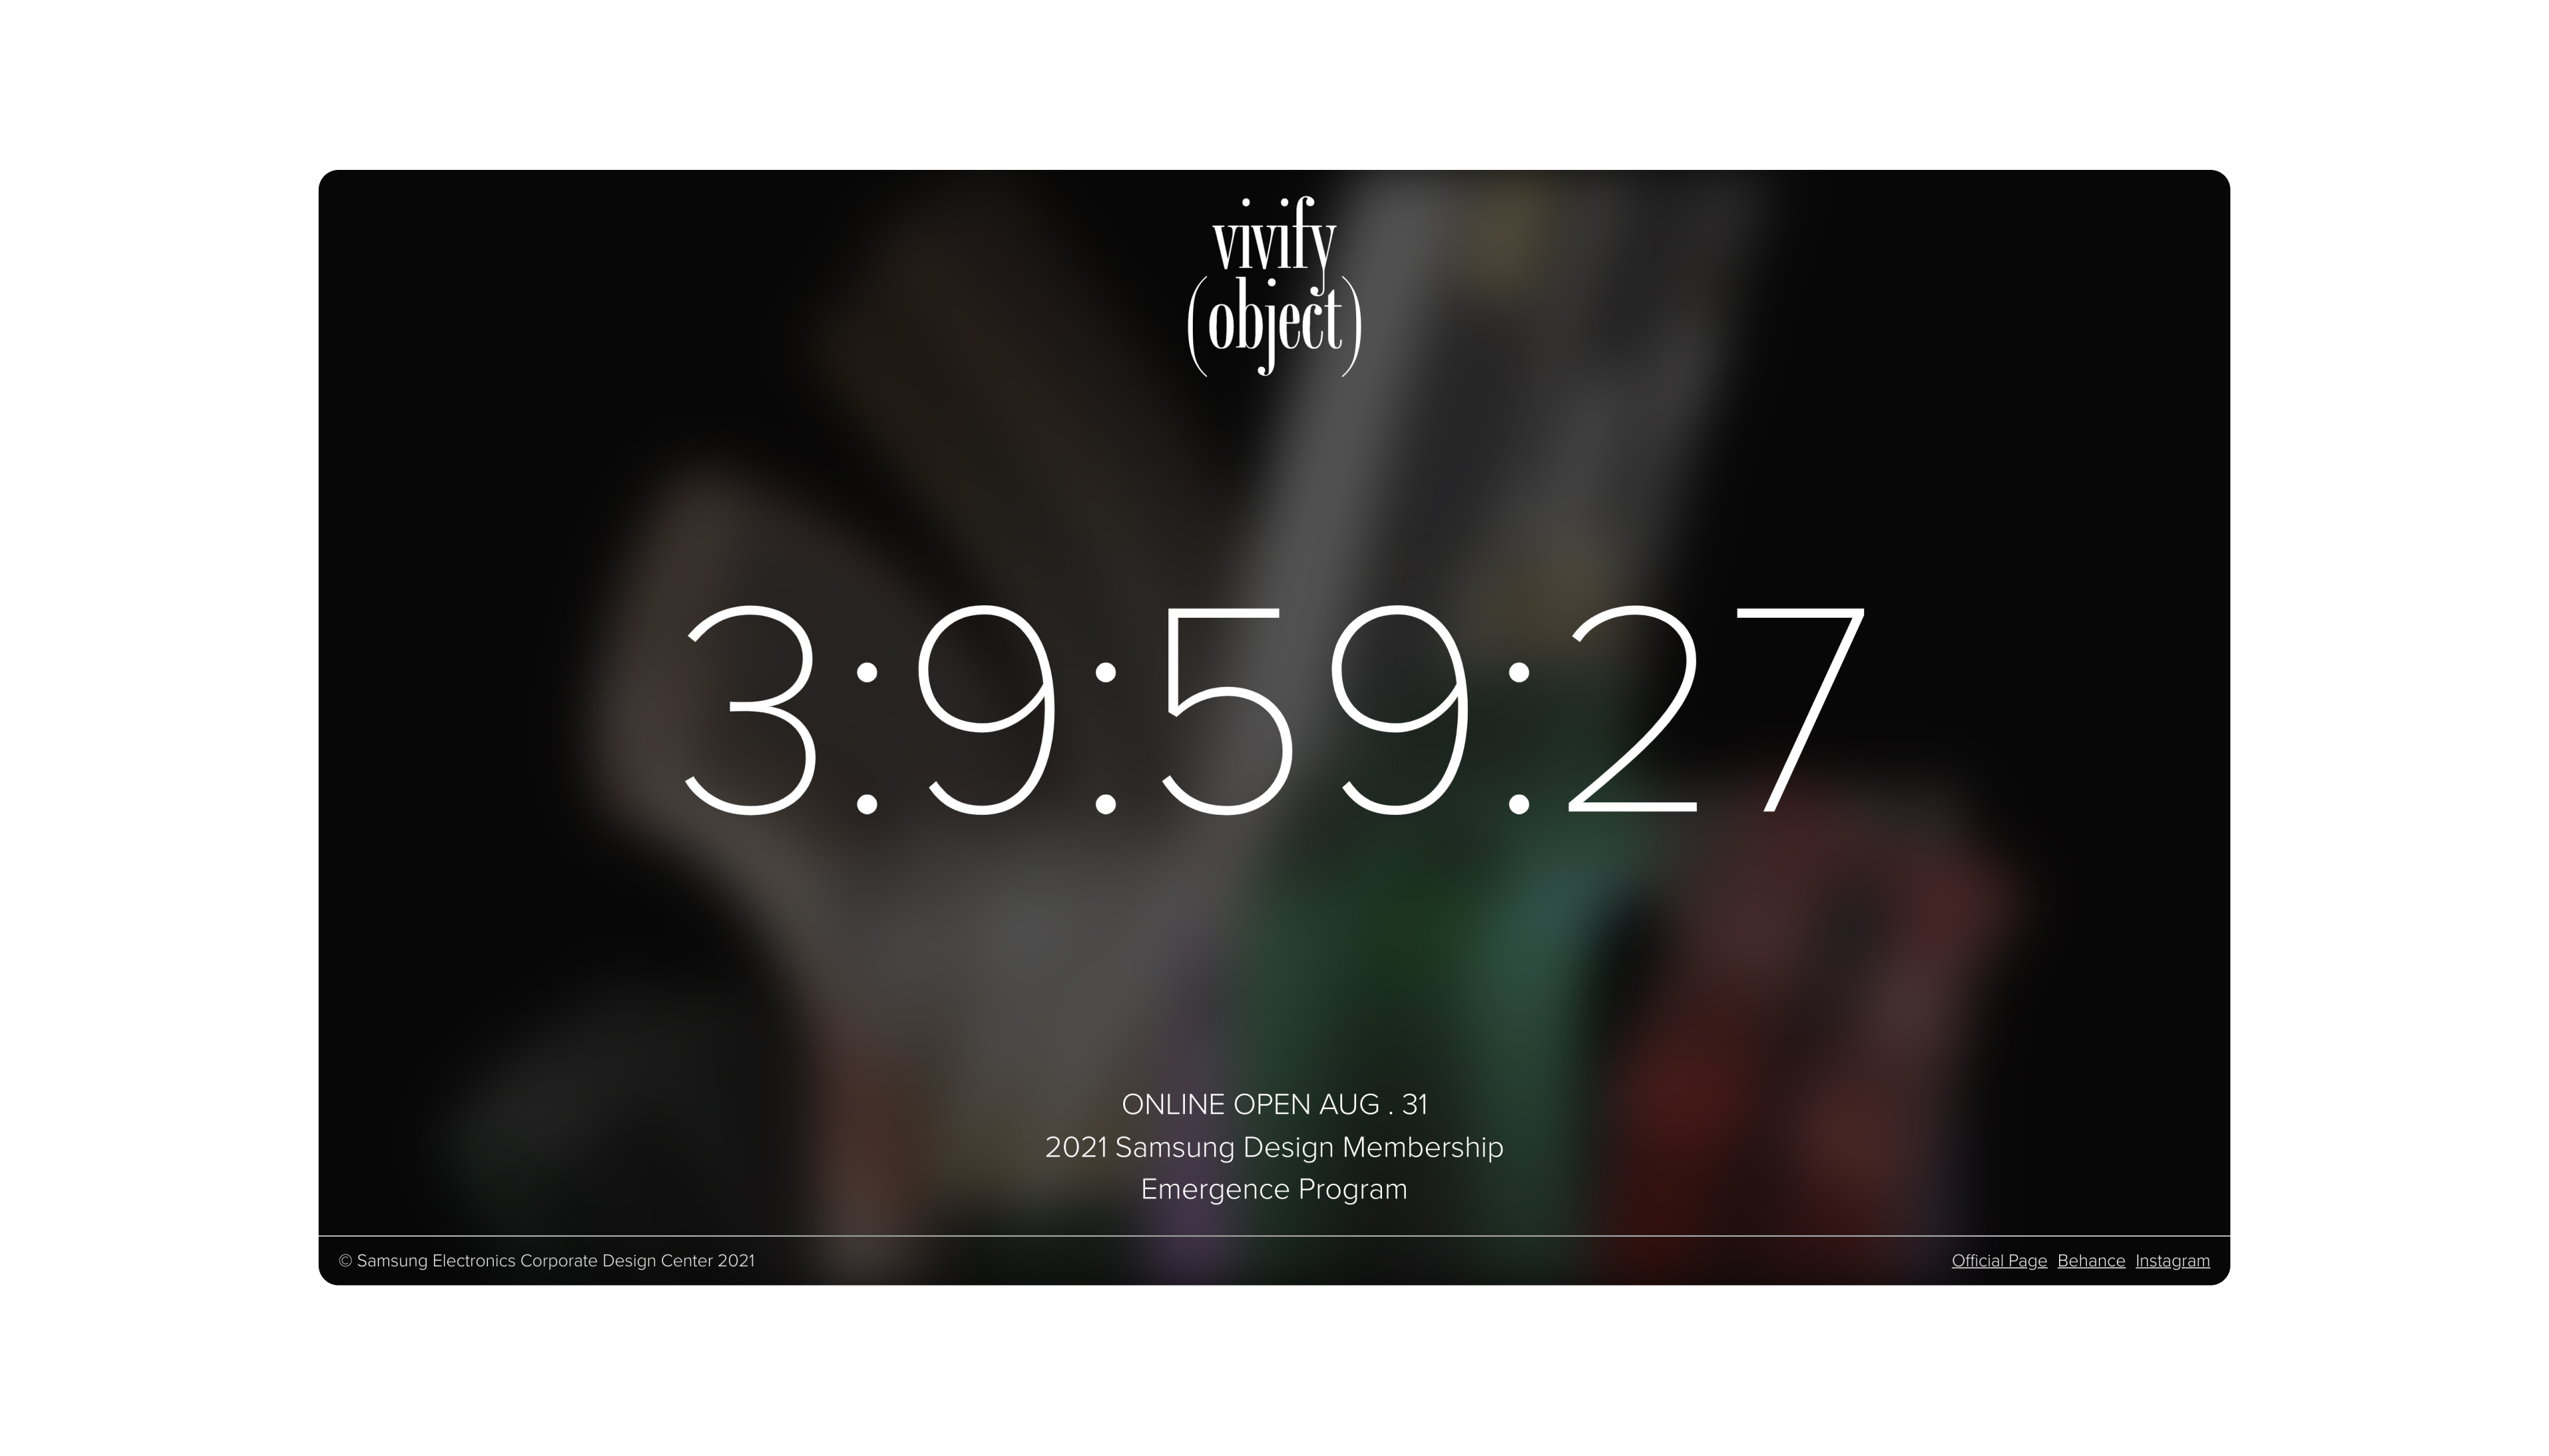 vivify
(object)
3:9:59:27
ONLINE OPEN AUG . 31
2021 Samsung Design Membership
Emergence Program
© Samsung Electronics Corporate Design Center 2021
Official Page Behance Instagram